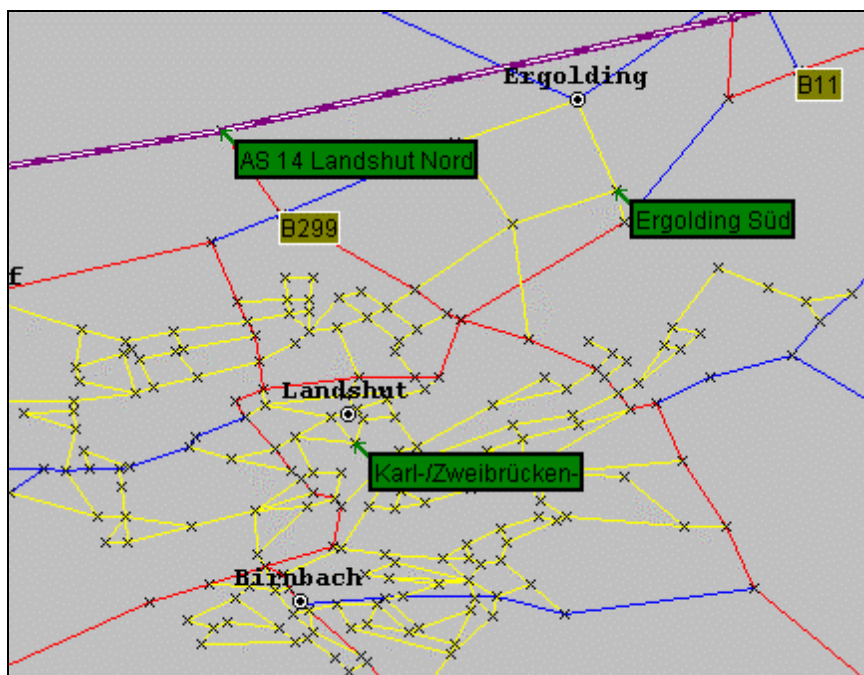 Ergolding
B11
AS 14 Landshut Nord
Ergolding Süd
B299
f
Landshut
Karl-/Zweibrücken-
Birnbach